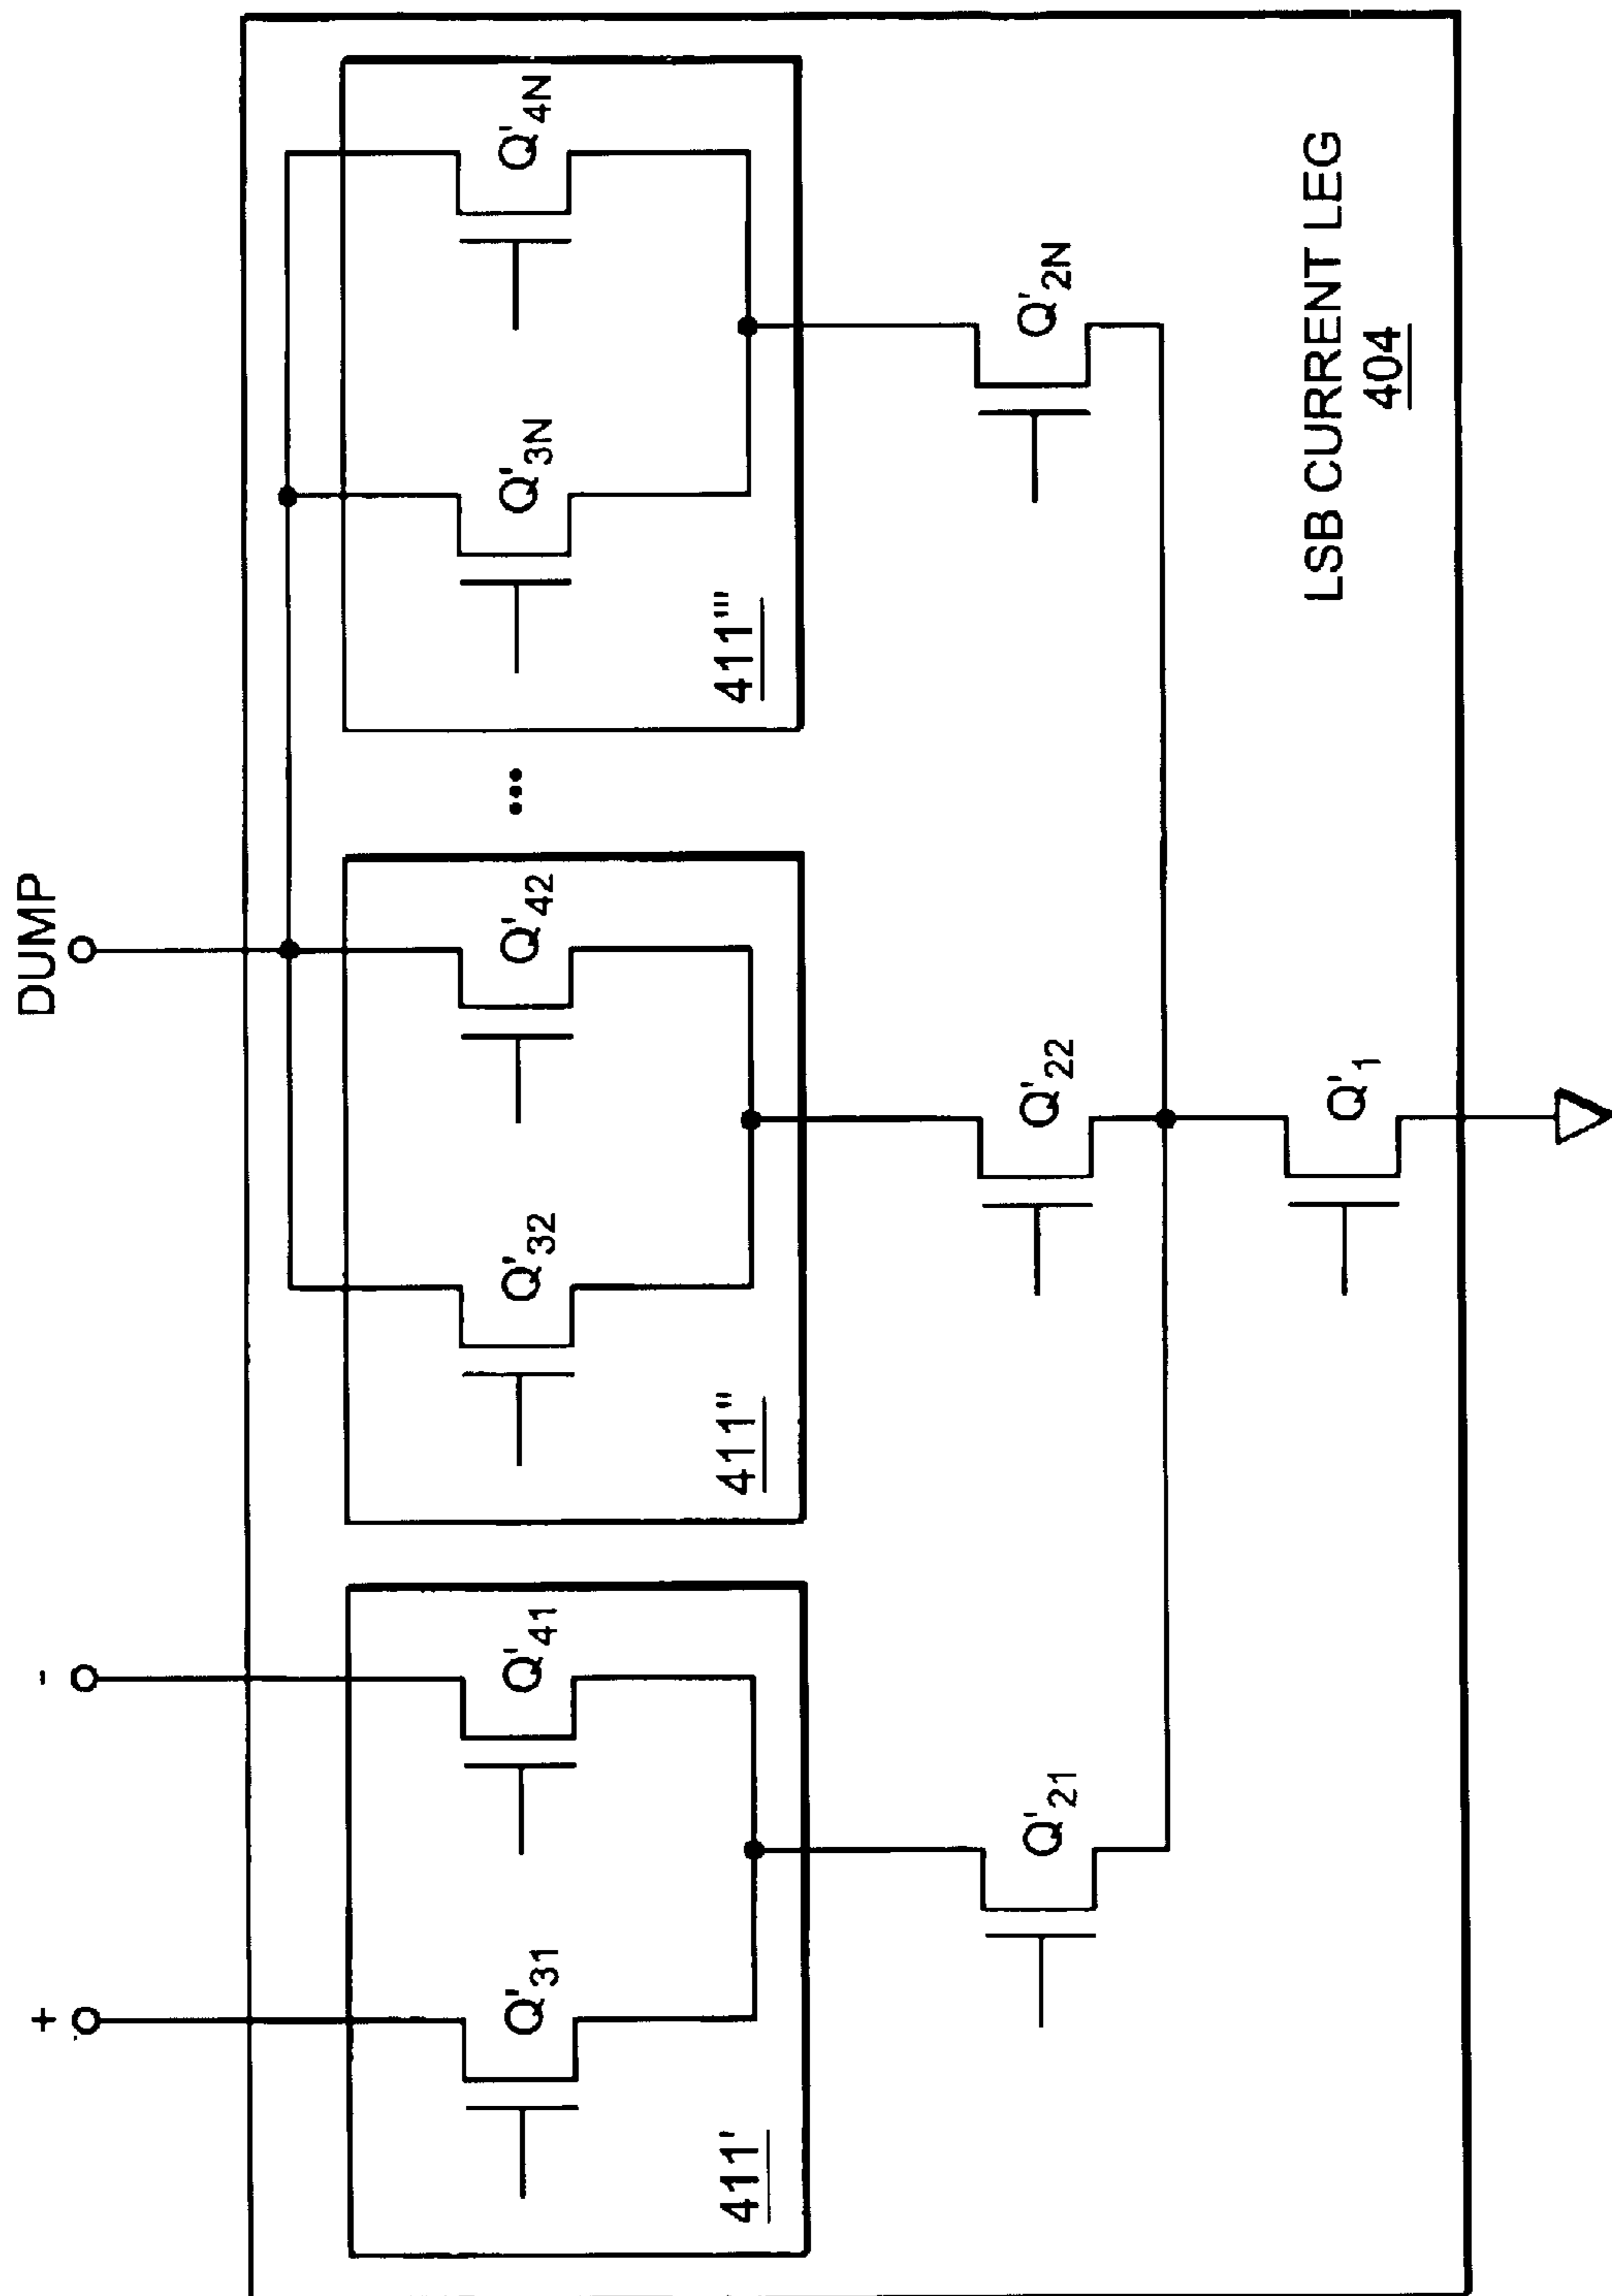 +
-
DUMP
Q'31
Q'41
Q'32
Q'42
...
Q'3N
Q'4N
411'
411"
411'''
Q'21
Q'22
Q'2N
Q'1
LSB CURRENT LEG
404